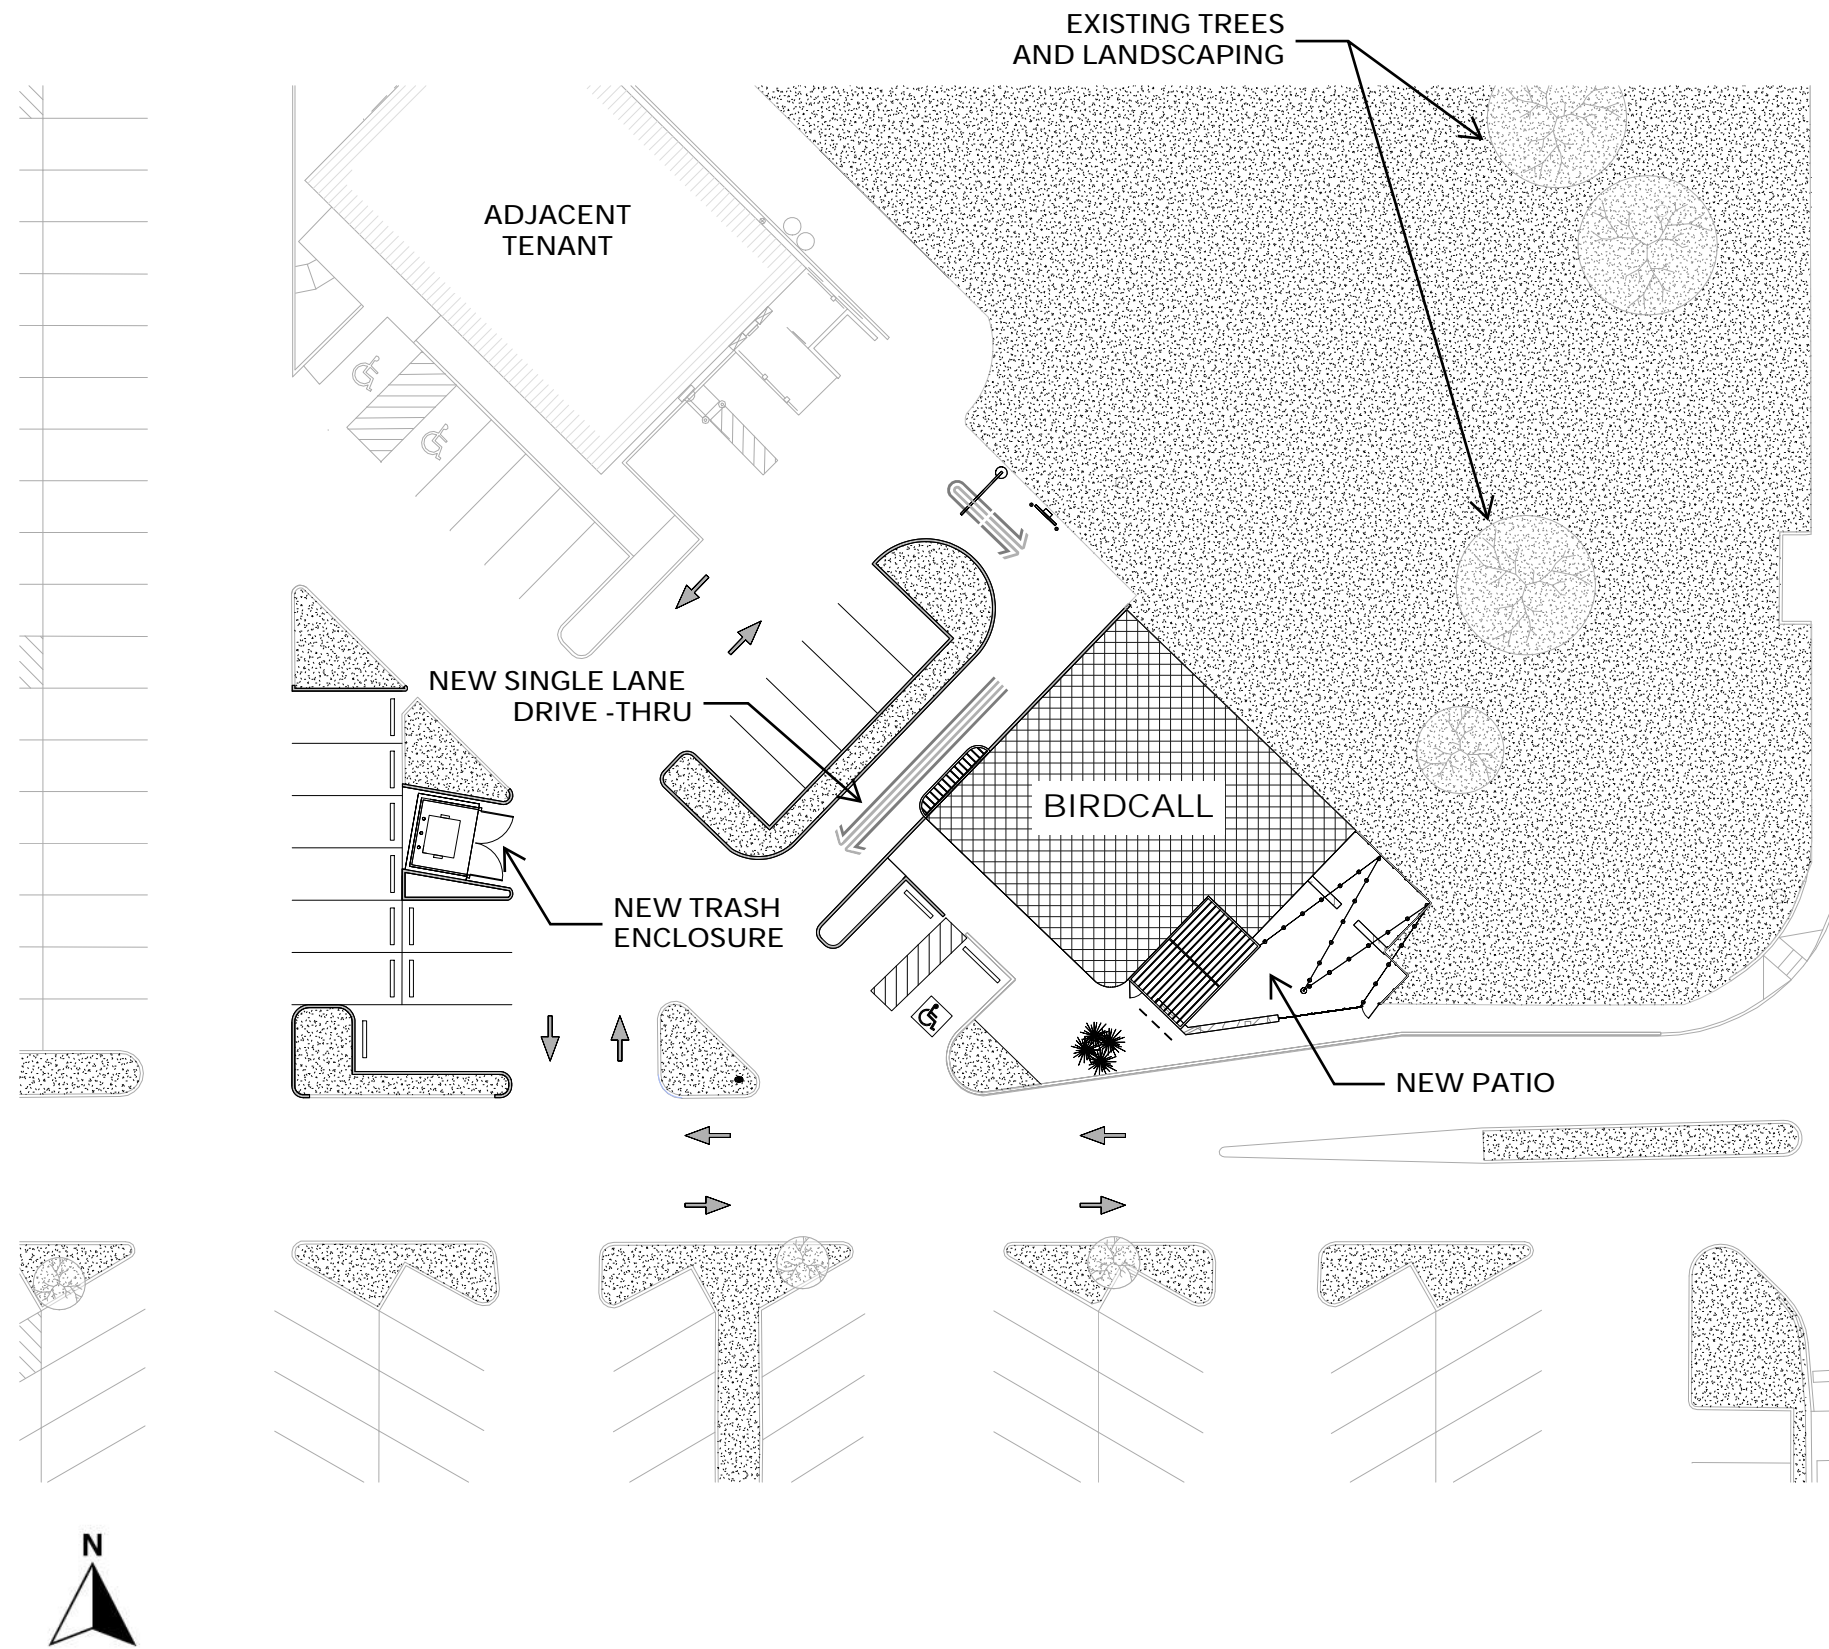 EXISTING TREES
AND LANDSCAPING
ADJACENT
TENANT
NEW SINGLE LANE
DRIVE -THRU
BIRDCALL
NEW TRASH
ENCLOSURE
NEW PATIO
N